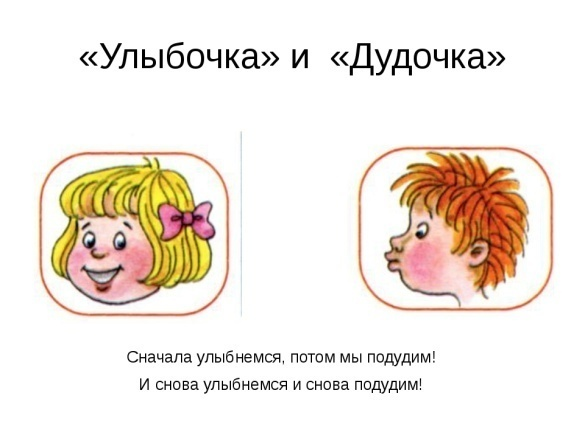 «Улыбочка» и «Дудочка»
Сначала улыбнемся, потом мы подудим!
И снова улыбнемся и снова подудим!